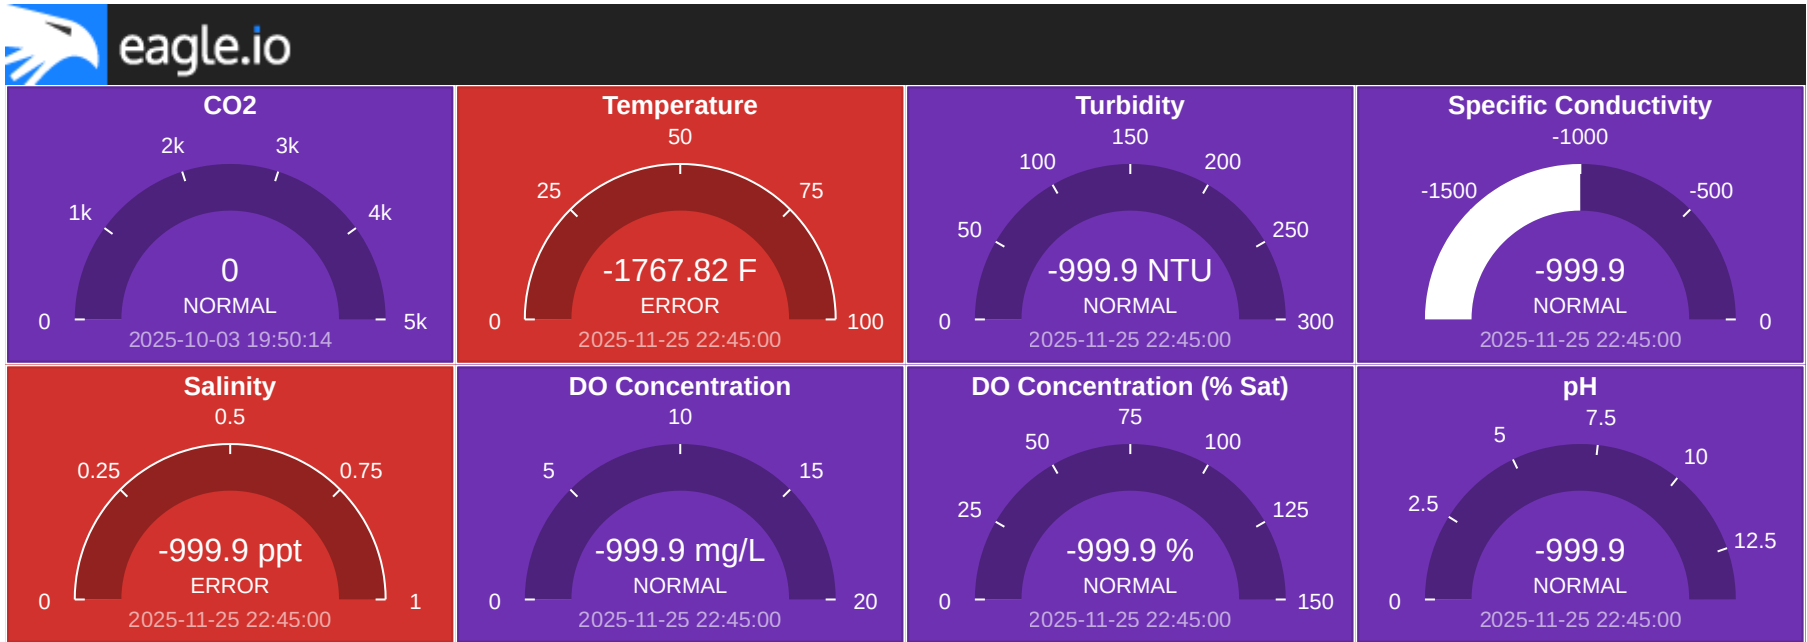 eagle.io
CO2
2k
3k
1k
4k
0
NORMAL
0
5k
2025-10-03 19:50:14
Temperature
50
25
75
-1767.82 F
ERROR
0
100
2025-11-25 22:45:00
Turbidity
150
100
200
50
250
-999.9 NTU
NORMAL
0
300
2025-11-25 22:45:00
Specific Conductivity
-1000
-1500
-500
-999.9
NORMAL
0
2025-11-25 22:45:00
Salinity
0.5
0.25
0.75
-999.9 ppt
ERROR
0
1
2025-11-25 22:45:00
DO Concentration
10
5
15
-999.9 mg/L
NORMAL
0
20
2025-11-25 22:45:00
DO Concentration (% Sat)
75
50
100
25
125
-999.9 %
NORMAL
0
150
2025-11-25 22:45:00
pH
7.5
5
10
2.5
12.5
-999.9
NORMAL
0
2025-11-25 22:45:00